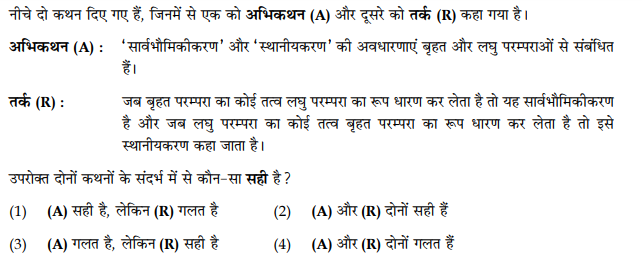 नीचे दो कथन दिए गए हैं, जिनमें से एक को अभिकथन (A) और दूसरे को तर्क (R) कहा गया है।
अभिकथन (A) : 'सार्वभौमिकीकरण' और 'स्थानीयकरण' की अवधारणाएं बृहत और लघु परम्पराओं से संबंधित
हैं।
तर्क (R) : जब बृहत परम्परा का कोई तत्व लघु परम्परा का रूप धारण कर लेता है तो यह सार्वभौमिकीकरण
है और जब लघु परम्परा का कोई तत्व बृहत परम्परा का रूप धारण कर लेता है तो इसे
स्थानीयकरण कहा जाता है।
उपरोक्त दोनों कथनों के संदर्भ में से कौन-सा सही है ?
(1) (A) सही है, लेकिन (R) गलत है (2) (A) और (R) दोनों सही हैं
(3) (A) गलत है, लेकिन (R) सही है (4) (A) और (R) दोनों गलत हैं